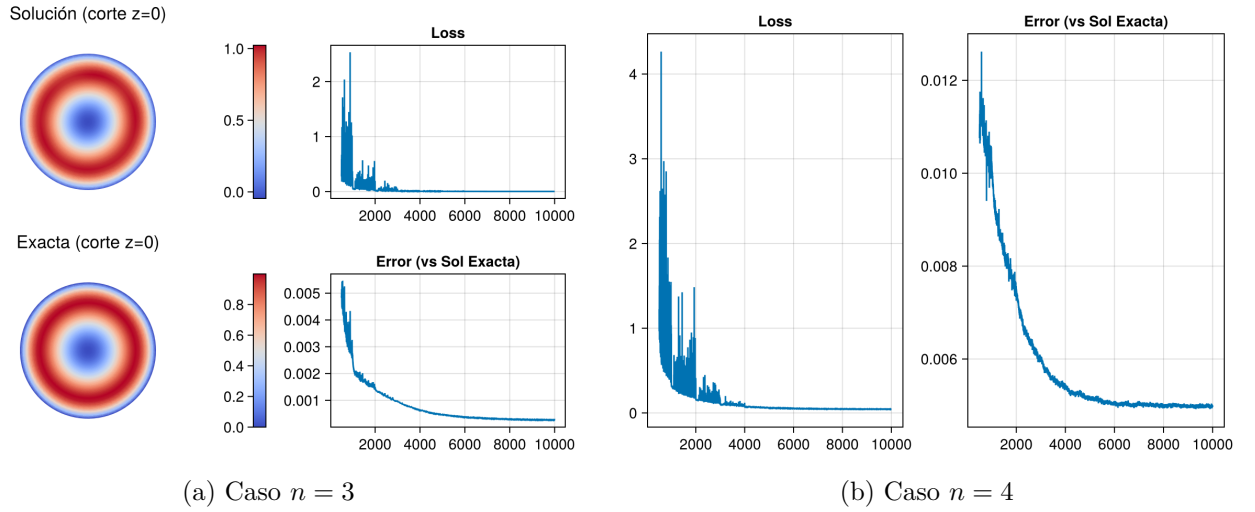 Solución (corte z=0)
1.0
0.5
0.0
Loss
2
1
0
2000 4000 6000 8000 10000
Exacta (corte z=0)
0.8
0.6
0.4
0.2
0.0
Error (vs Sol Exacta)
0.005
0.004
0.003
0.002
0.001
2000 4000 6000 8000 10000
(a) Caso n = 3
Loss
4
3
2
1
0
2000 4000 6000 8000 10000
Error (vs Sol Exacta)
0.012
0.010
0.008
0.006
2000 4000 6000 8000 10000
(b) Caso n = 4